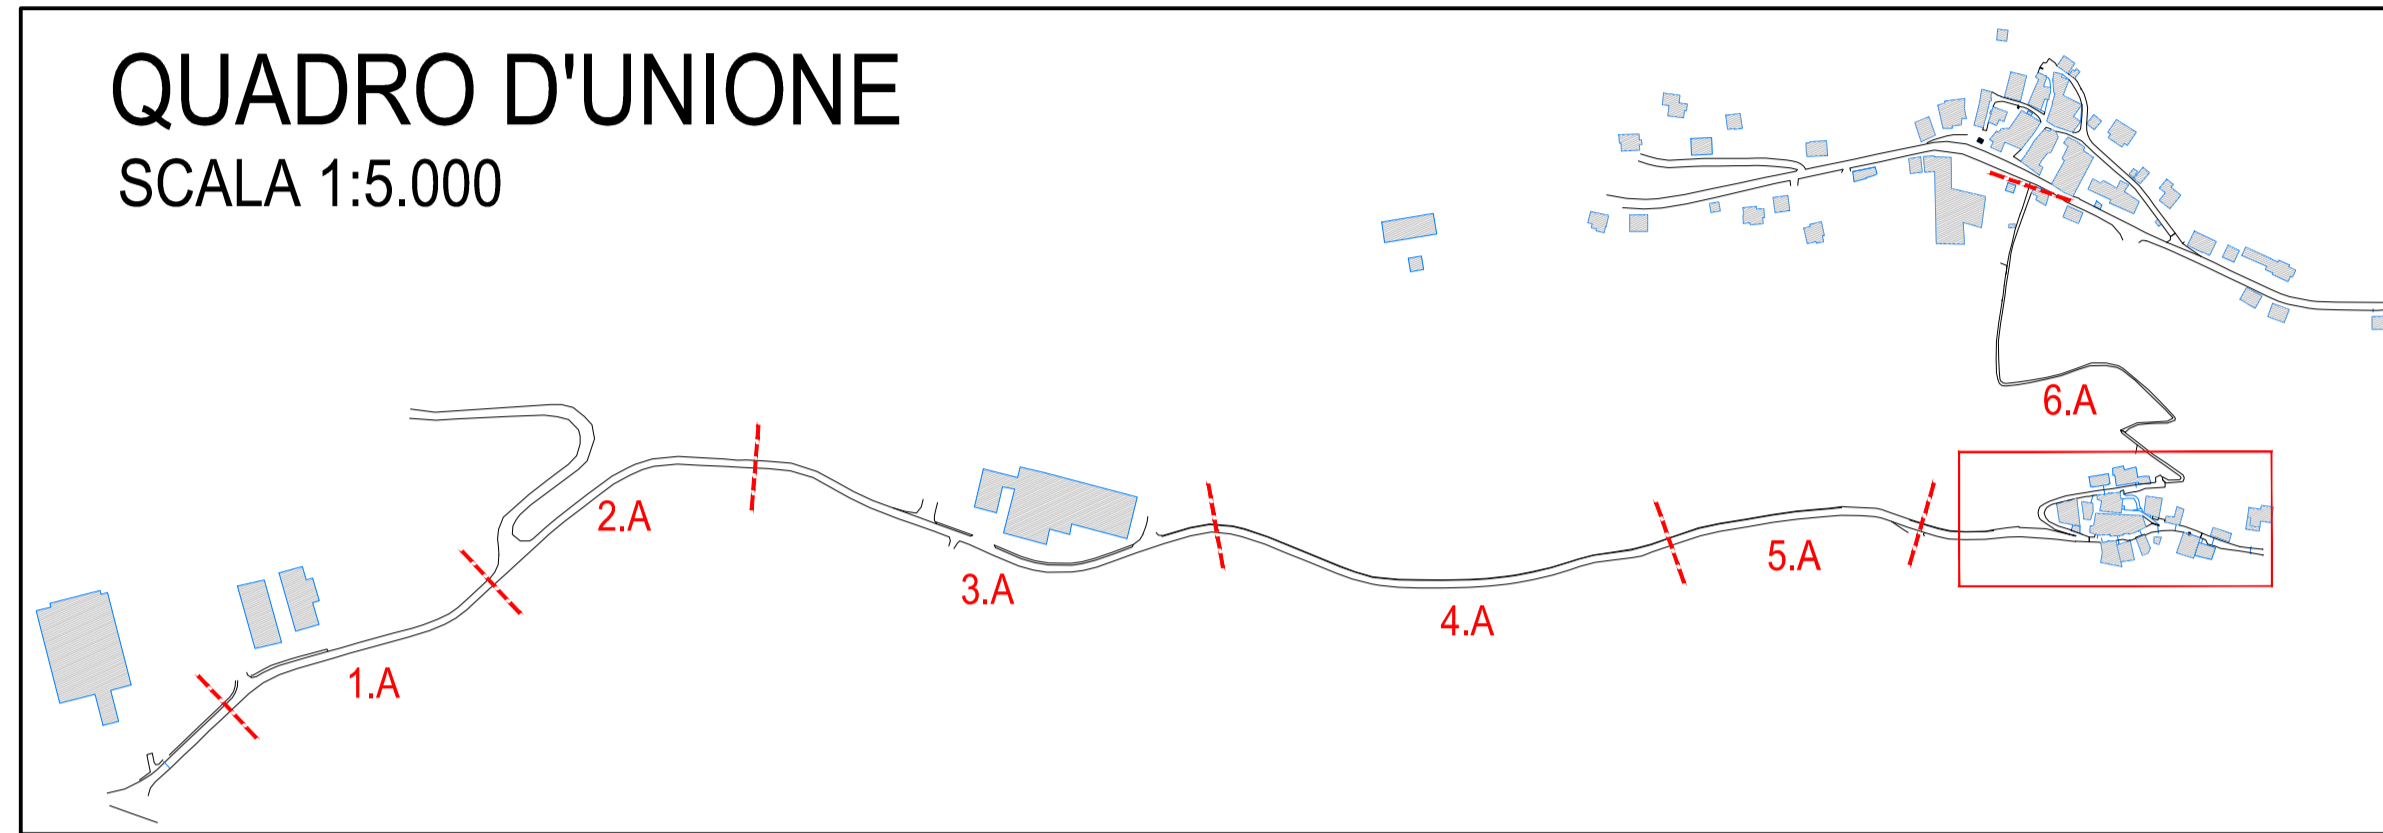 QUADRO D'UNIONE
SCALA 1:5.000
6.A
2.A
5.A
3.A
4.A
1.A